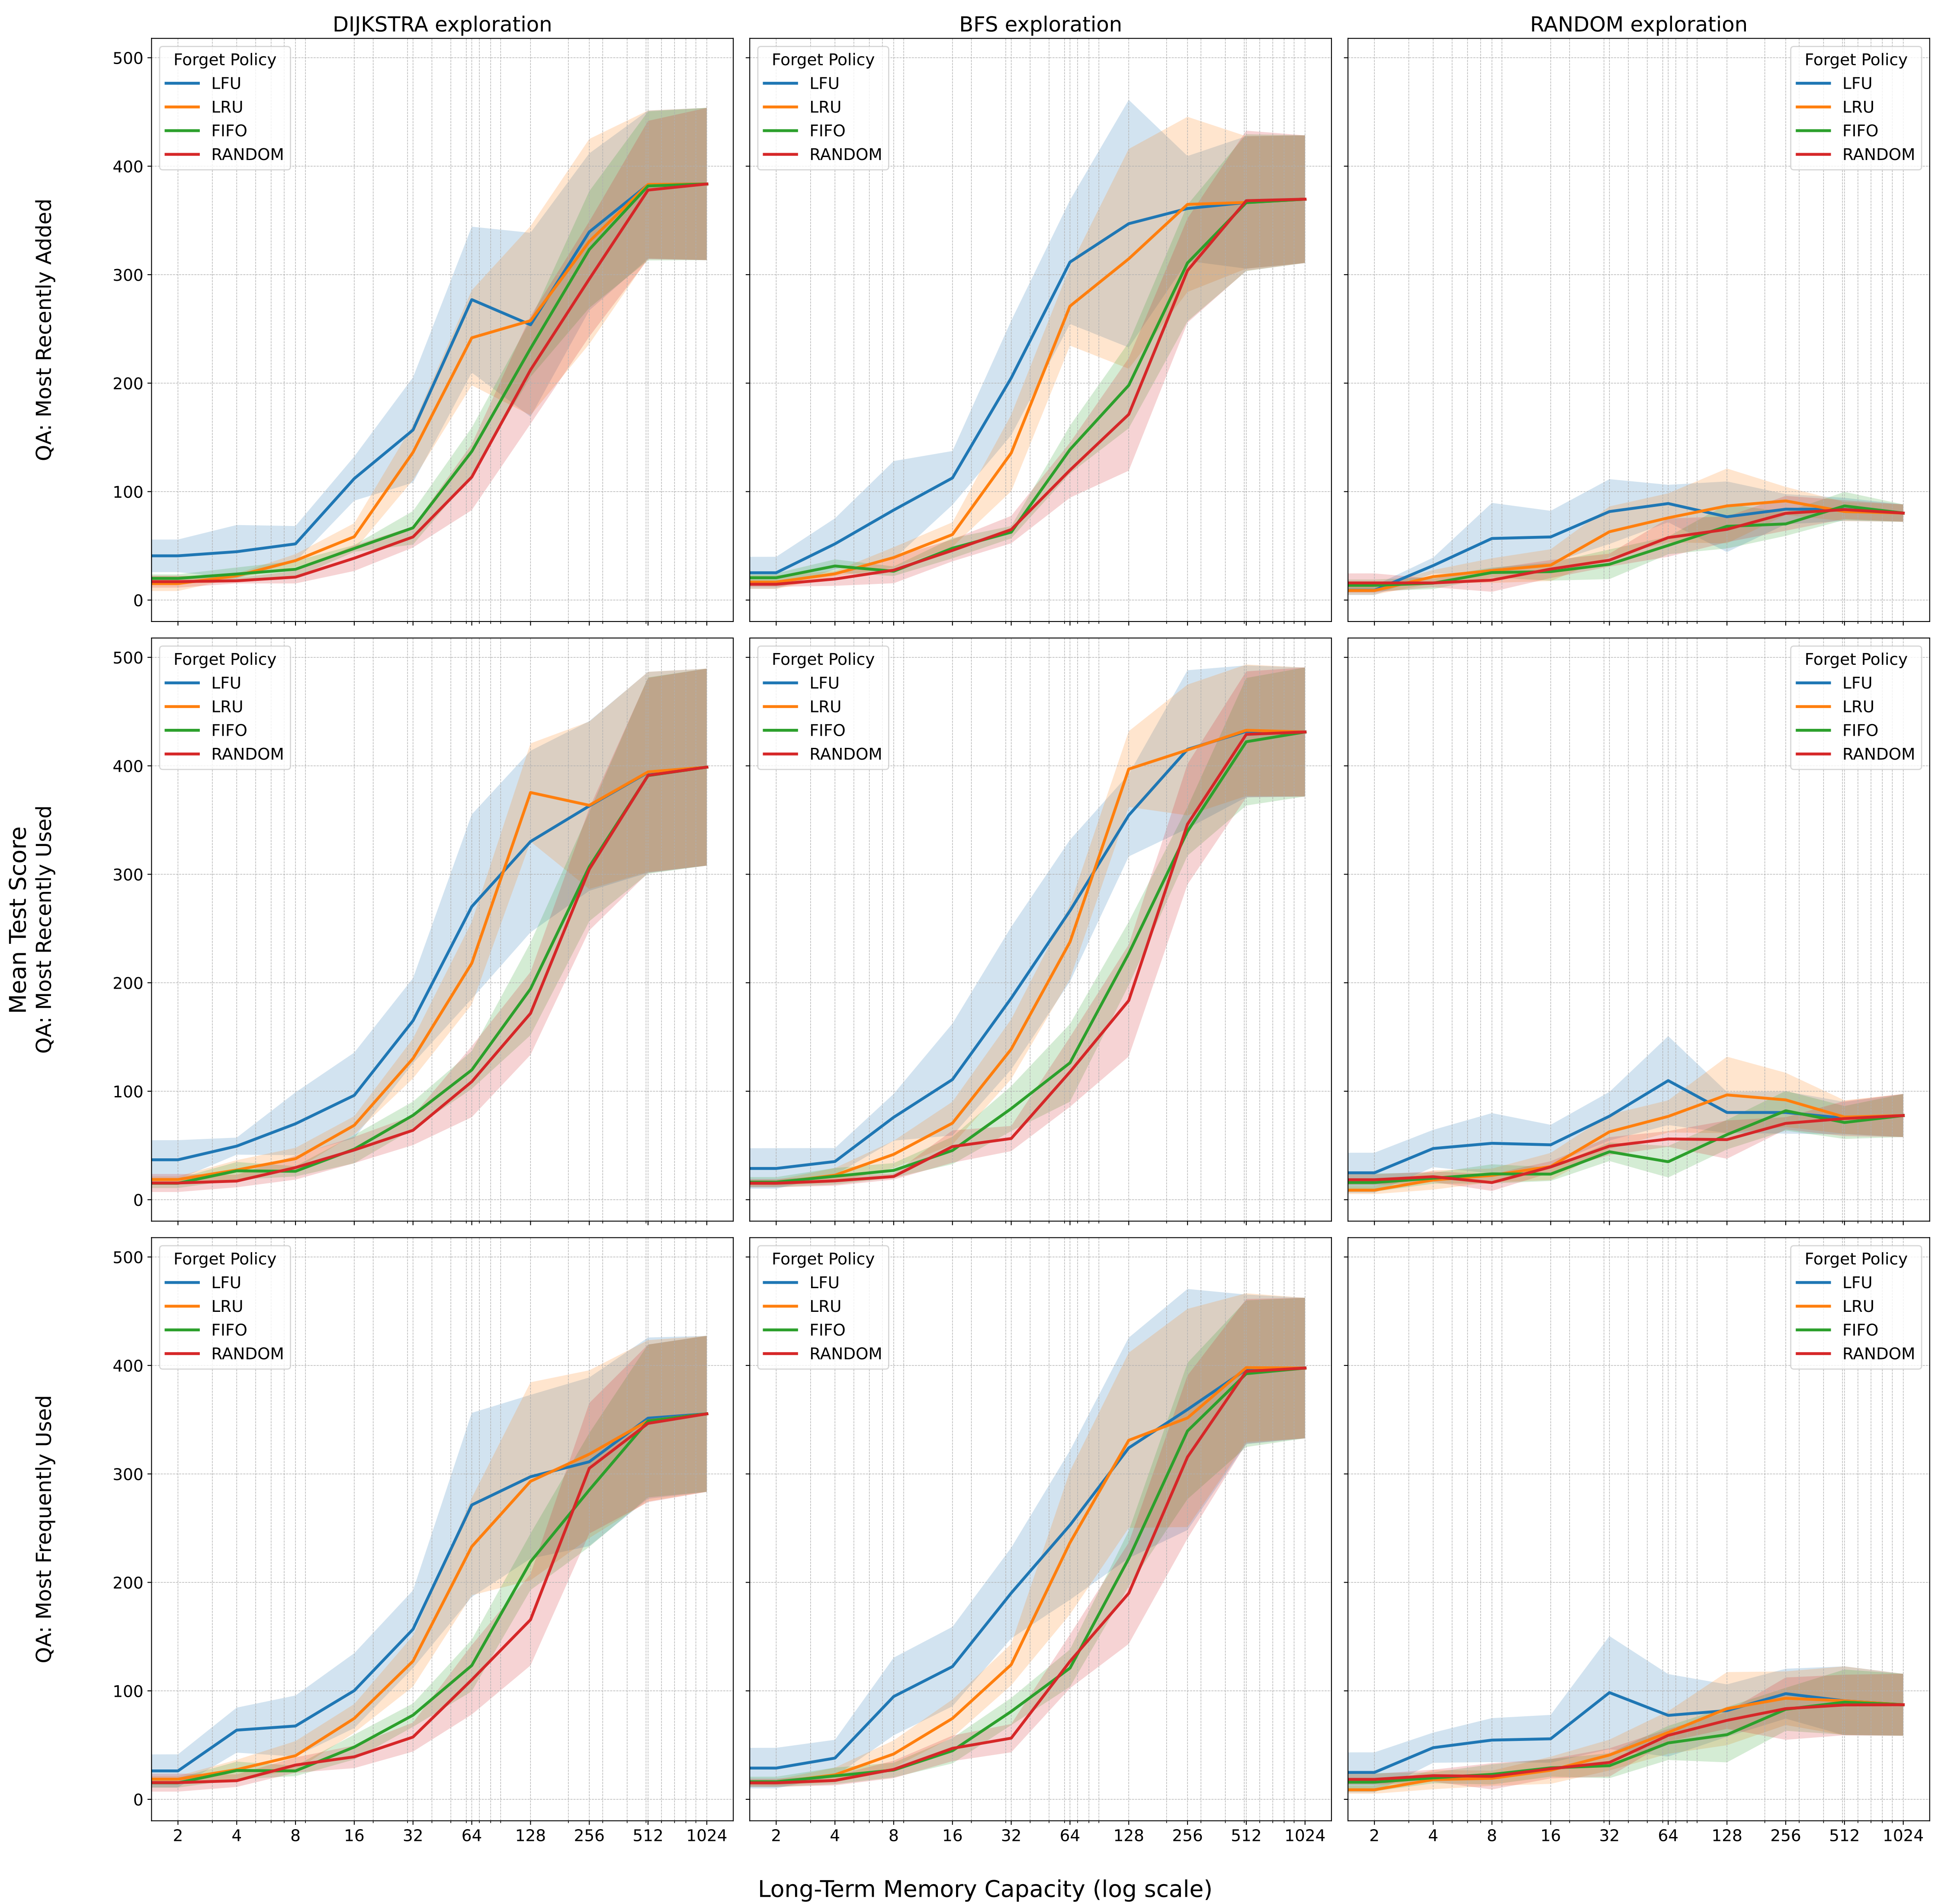 DIJKSTRA exploration
BFS exploration
RANDOM exploration
Mean Test Score
QA: Most Recently Added
500
400
300
200
100
0
Forget Policy
LFU
LRU
FIFO
RANDOM
Forget Policy
LFU
LRU
FIFO
RANDOM
Forget Policy
LFU
LRU
FIFO
RANDOM
QA: Most Recently Used
500
400
300
200
100
0
Forget Policy
LFU
LRU
FIFO
RANDOM
Forget Policy
LFU
LRU
FIFO
RANDOM
Forget Policy
LFU
LRU
FIFO
RANDOM
QA: Most Frequently Used
500
400
300
200
100
0
Forget Policy
LFU
LRU
FIFO
RANDOM
Forget Policy
LFU
LRU
FIFO
RANDOM
Forget Policy
LFU
LRU
FIFO
RANDOM
2 4 8 16 32 64 128 256 512 1024
2 4 8 16 32 64 128 256 512 1024
2 4 8 16 32 64 128 256 512 1024
Long-Term Memory Capacity (log scale)